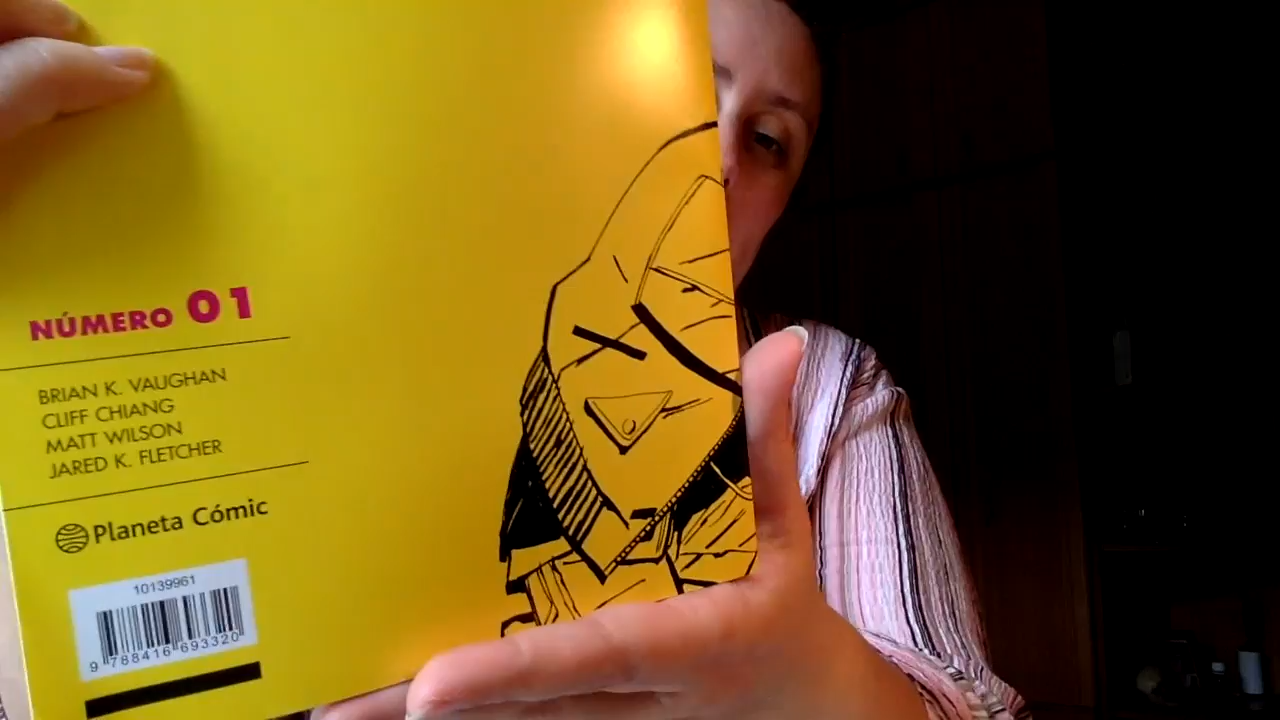 NÚMERO 01
BRIAN K. VAUGHAN
CLIFF CHIANG
MATT WILSON
JARED K. FLETCHER
Planeta Cómic
10139961
9 788416 693320